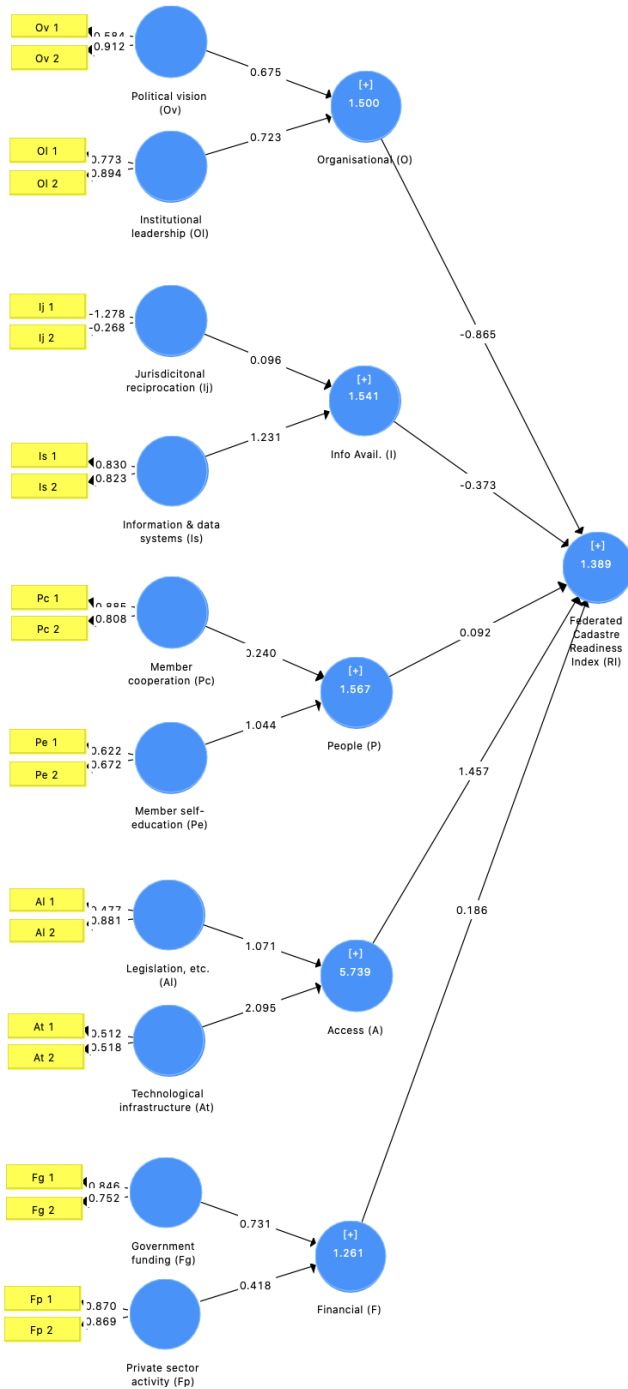 Ov 1
0.584
Ov 2
0.912
Political vision
(Ov)
0.675
Ol 1
0.773
Ol 2
0.894
Institutional
leadership (Ol)
0.723
[+]
1.500
Organisational (O)
-0.865
Ij 1
-1.278
Ij 2
-0.268
Jurisdicitonal
reciprocation (Ij)
0.096
Is 1
0.830
Is 2
0.823
Information & data
systems (Is)
1.231
[+]
1.541
Info Avail. (I)
-0.373
Pc 1
0.885
Pc 2
0.808
Member
cooperation (Pc)
0.240
Pe 1
0.622
Pe 2
0.672
Member self-
education (Pe)
1.044
[+]
1.567
People (P)
0.092
[+]
1.389
Federated
Cadastre
Readiness
Index (RI)
Al 1
0.477
Al 2
0.881
Legislation, etc.
(Al)
1.071
At 1
0.512
At 2
0.518
Technological
infrastructure (At)
2.095
[+]
5.739
Access (A)
1.457
Fg 1
0.846
Fg 2
0.752
Government
funding (Fg)
0.731
Fp 1
0.870
Fp 2
0.869
Private sector
activity (Fp)
0.418
[+]
1.261
Financial (F)
0.186